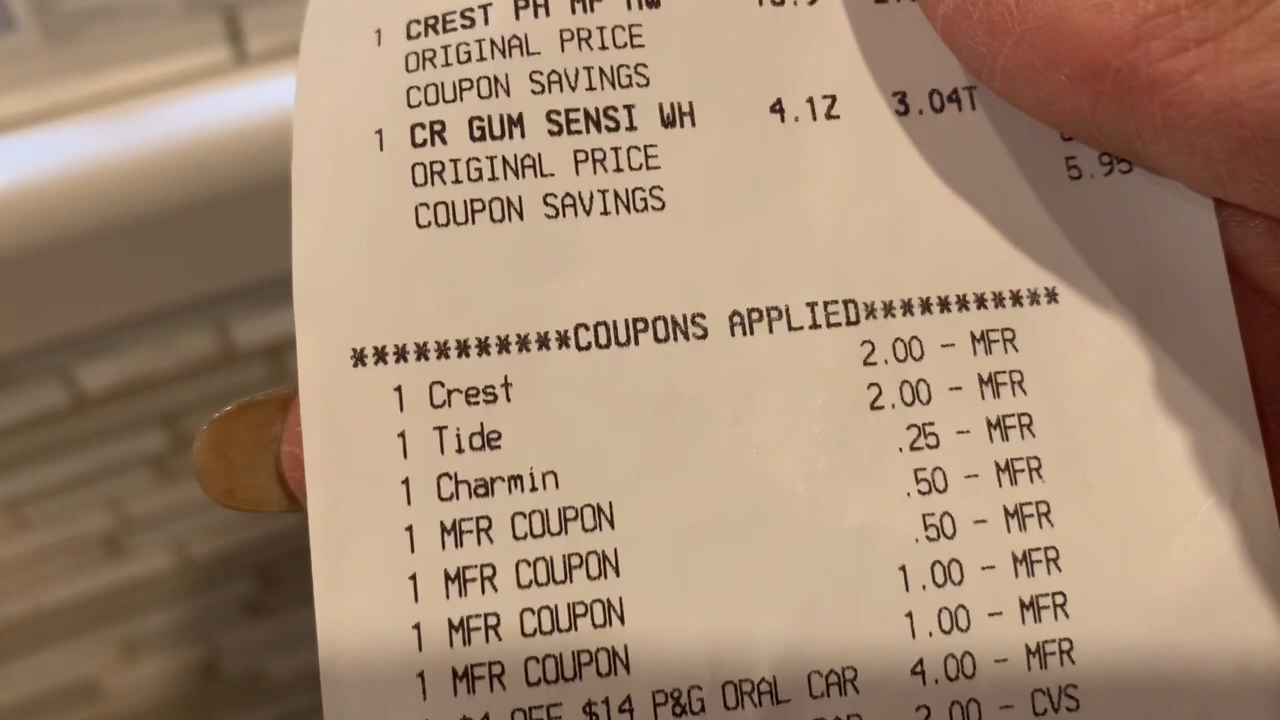 1 CREST
ORIGINAL PRICE
COUPON SAVINGS
1 CR GUM SENSI WH 4.1Z 3.04T
ORIGINAL PRICE
COUPON SAVINGS 5.95
***********COUPONS APPLIED***********
1 Crest 2.00 - MFR
1 Tide 2.00 - MFR
1 Charmin .25 - MFR
1 MFR COUPON .50 - MFR
1 MFR COUPON .50 - MFR
1 MFR COUPON 1.00 - MFR
1 MFR COUPON 1.00 - MFR
OFF $14 P&G ORAL CAR 4.00 - MFR
2.00 - CVS